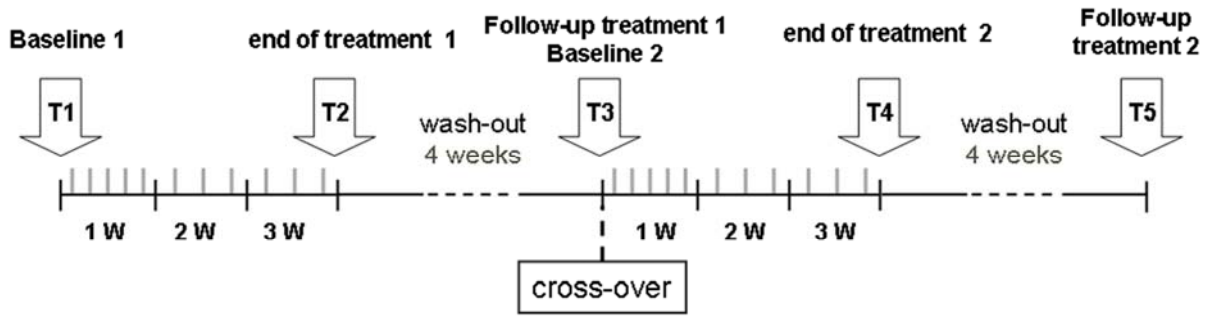 Baseline 1
end of treatment 1
Follow-up treatment 1
Baseline 2
end of treatment 2
Follow-up
treatment 2
T1
T2
wash-out
4 weeks
T3
T4
wash-out
4 weeks
T5
1 W
2 W
3 W
1 W
2 W
3 W
cross-over